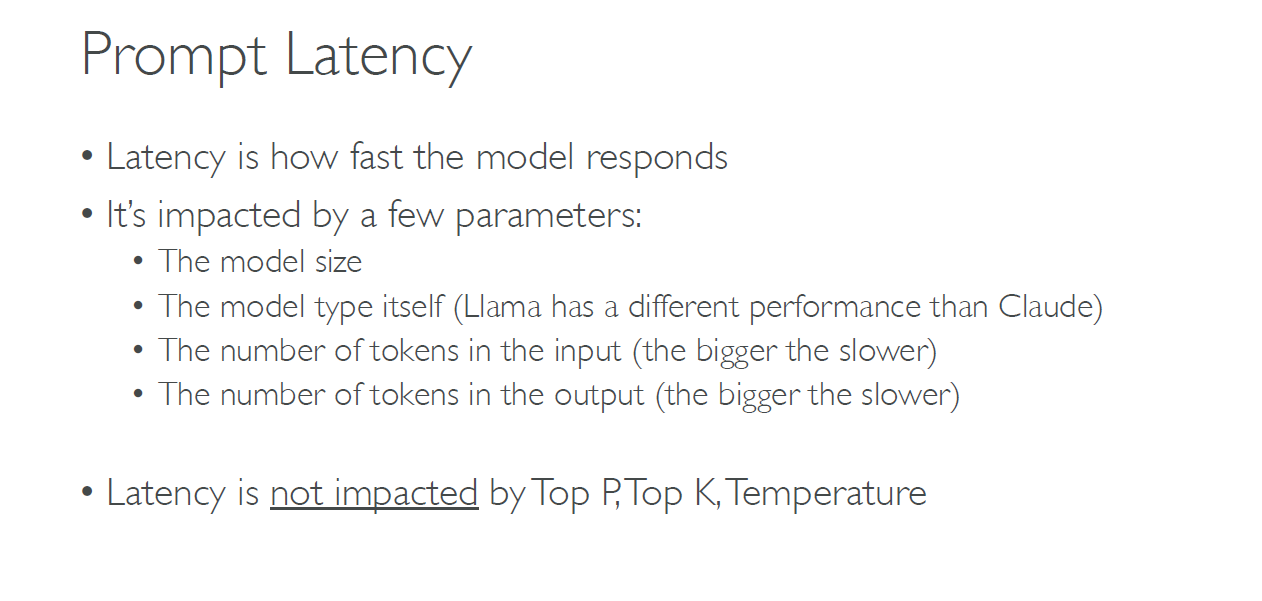 Prompt Latency
• Latency is how fast the model responds
• It’s impacted by a few parameters:
• The model size
• The model type itself (Llama has a different performance than Claude)
• The number of tokens in the input (the bigger the slower)
• The number of tokens in the output (the bigger the slower)
• Latency is not impacted by Top P, Top K, Temperature